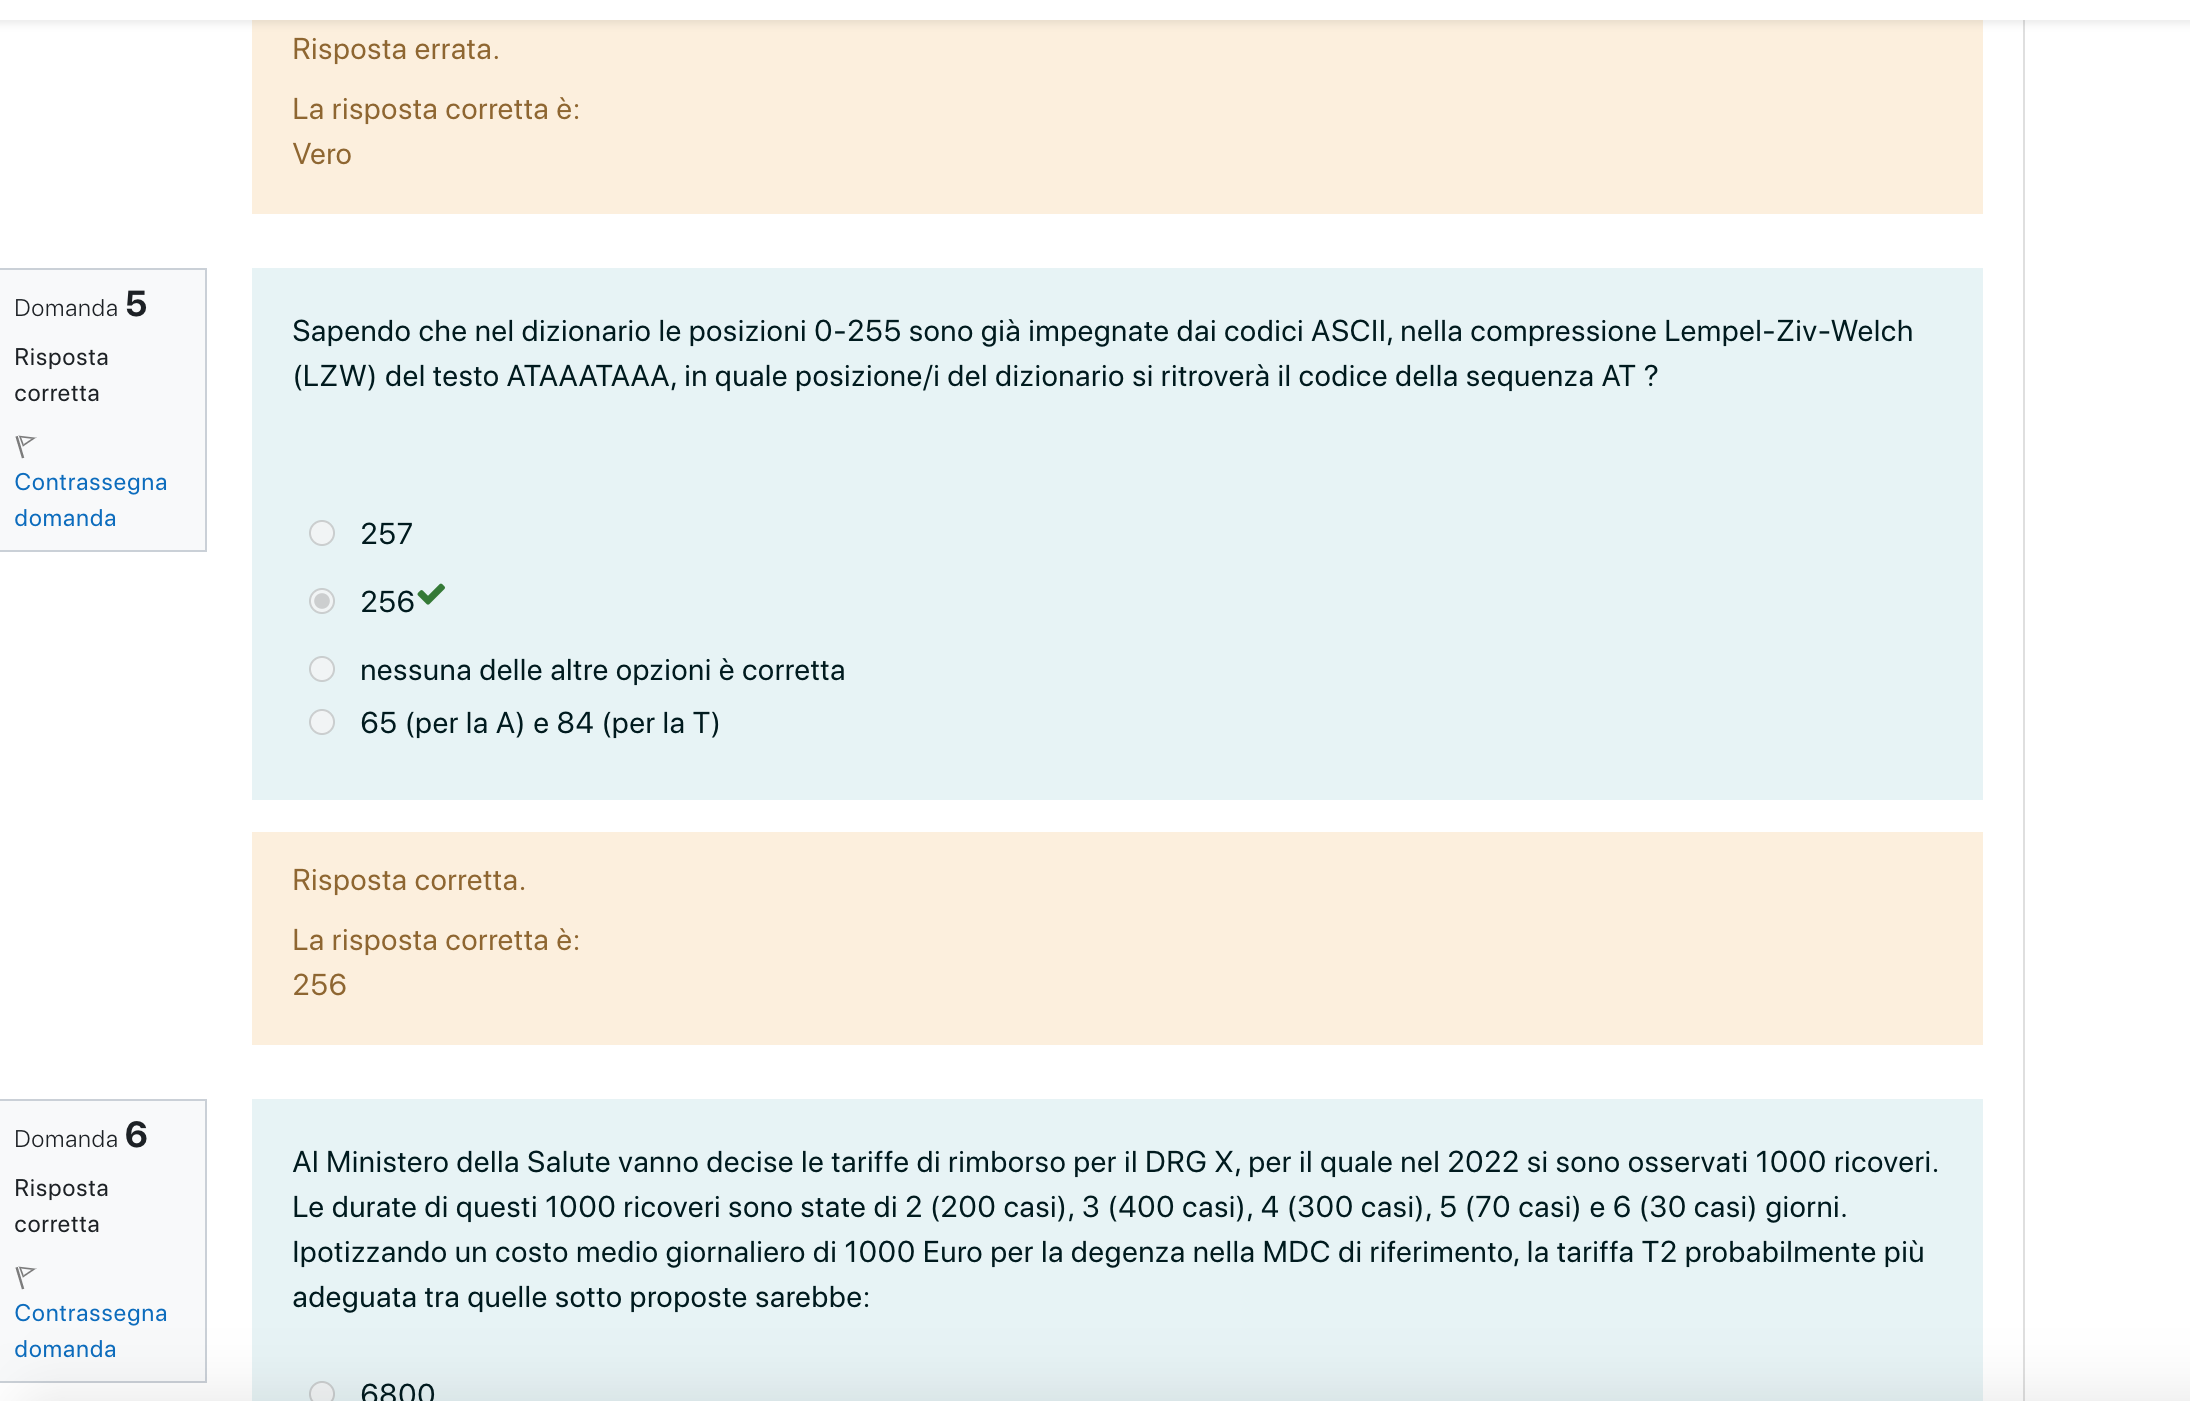 Risposta errata.
La risposta corretta è:
Vero
Domanda 5
Risposta
corretta
Contrassegna
domanda
Sapendo che nel dizionario le posizioni 0-255 sono già impegnate dai codici ASCII, nella compressione Lempel-Ziv-Welch
(LZW) del testo ATAAATAAA, in quale posizione/i del dizionario si ritroverà il codice della sequenza AT ?
257
256
nessuna delle altre opzioni è corretta
65 (per la A) e 84 (per la T)
Risposta corretta.
La risposta corretta è:
256
Domanda 6
Risposta
corretta
Contrassegna
domanda
Al Ministero della Salute vanno decise le tariffe di rimborso per il DRG X, per il quale nel 2022 si sono osservati 1000 ricoveri.
Le durate di questi 1000 ricoveri sono state di 2 (200 casi), 3 (400 casi), 4 (300 casi), 5 (70 casi) e 6 (30 casi) giorni.
Ipotizzando un costo medio giornaliero di 1000 Euro per la degenza nella MDC di riferimento, la tariffa T2 probabilmente più
adeguata tra quelle sotto proposte sarebbe:
6800